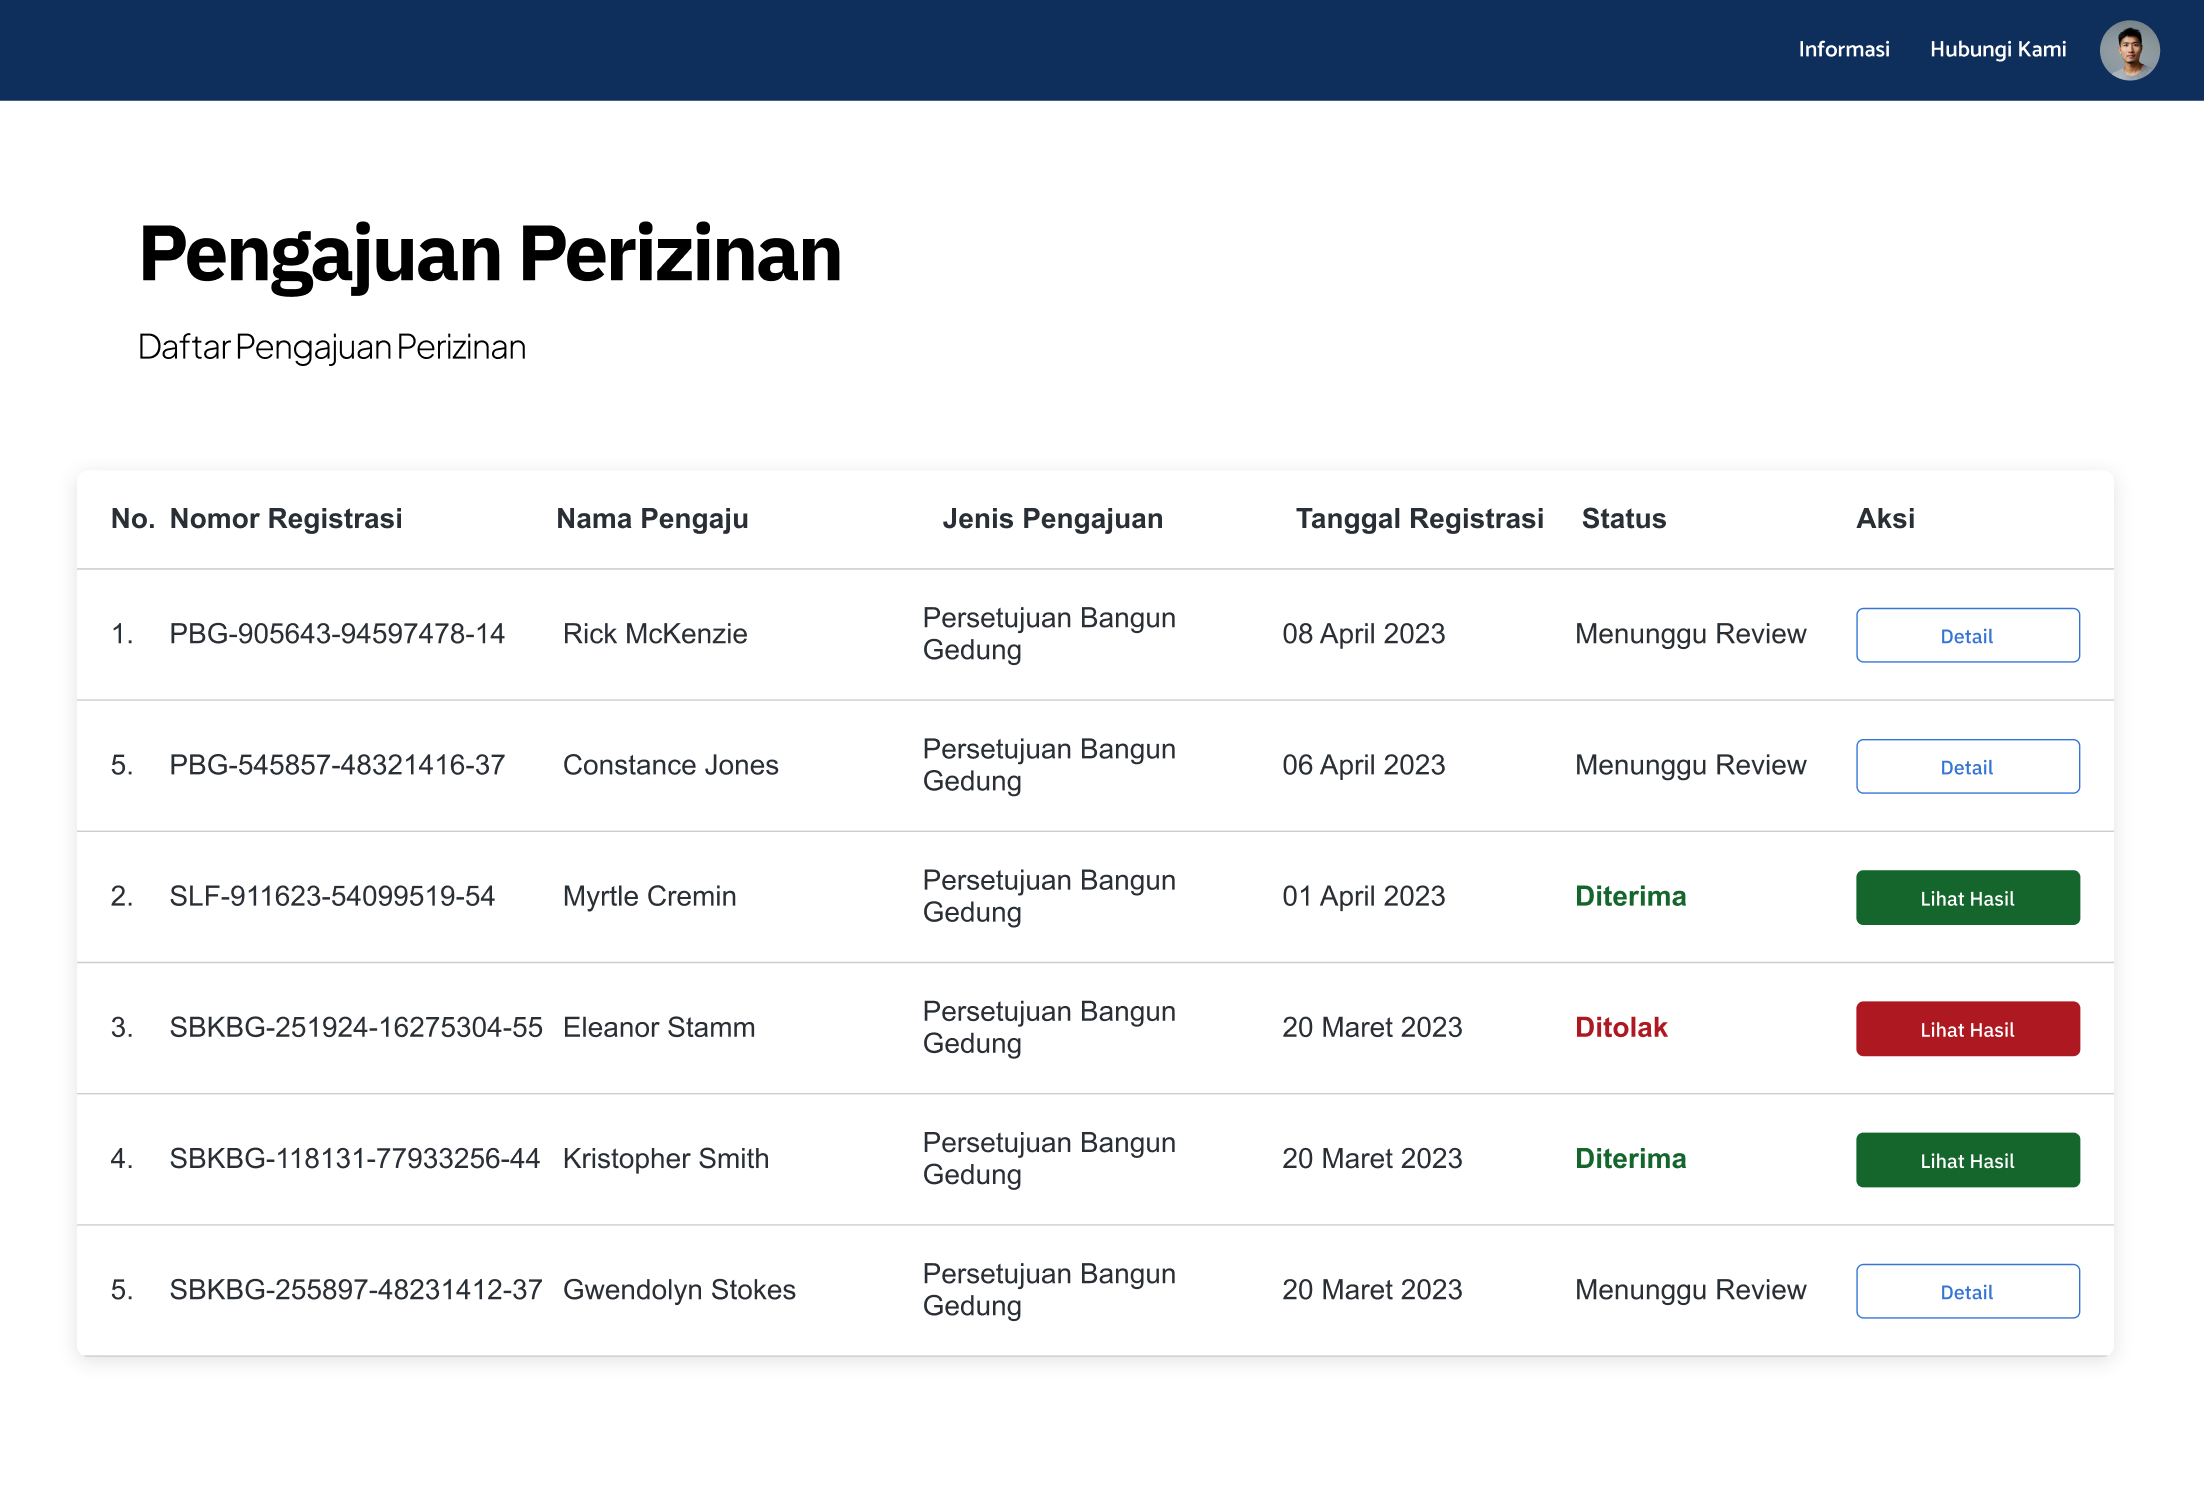 Informasi Hubungi Kami
Pengajuan Perizinan
Daftar Pengajuan Perizinan
No. Nomor Registrasi Nama Pengaju Jenis Pengajuan Tanggal Registrasi Status Aksi
1. PBG-905643-94597478-14 Rick McKenzie Persetujuan Bangun Gedung 08 April 2023 Menunggu Review Detail
5. PBG-545857-48321416-37 Constance Jones Persetujuan Bangun Gedung 06 April 2023 Menunggu Review Detail
2. SLF-911623-54099519-54 Myrtle Cremin Persetujuan Bangun Gedung 01 April 2023 Diterima Lihat Hasil
3. SBKBG-251924-16275304-55 Eleanor Stamm Persetujuan Bangun Gedung 20 Maret 2023 Ditolak Lihat Hasil
4. SBKBG-118131-77933256-44 Kristopher Smith Persetujuan Bangun Gedung 20 Maret 2023 Diterima Lihat Hasil
5. SBKBG-255897-48231412-37 Gwendolyn Stokes Persetujuan Bangun Gedung 20 Maret 2023 Menunggu Review Detail